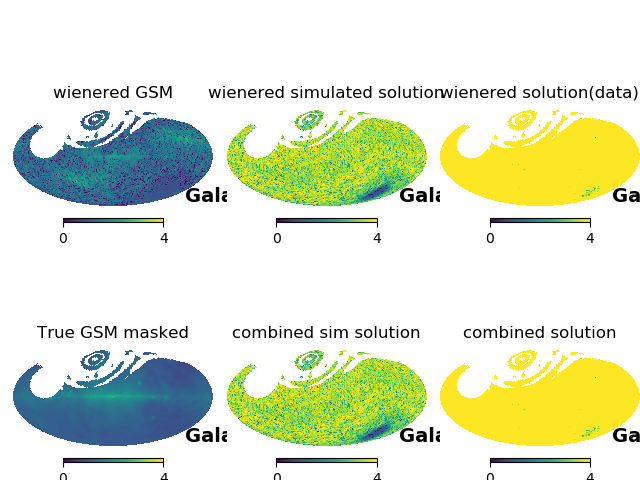 wienered GSM
wienered simulated solution
wienered solution(data)
Gala
Gala
Ga
0 4
0 4
0 4
True GSM masked
combined sim solution
combined solution
Gala
Gala
Ga
0 4
0 4
0 4